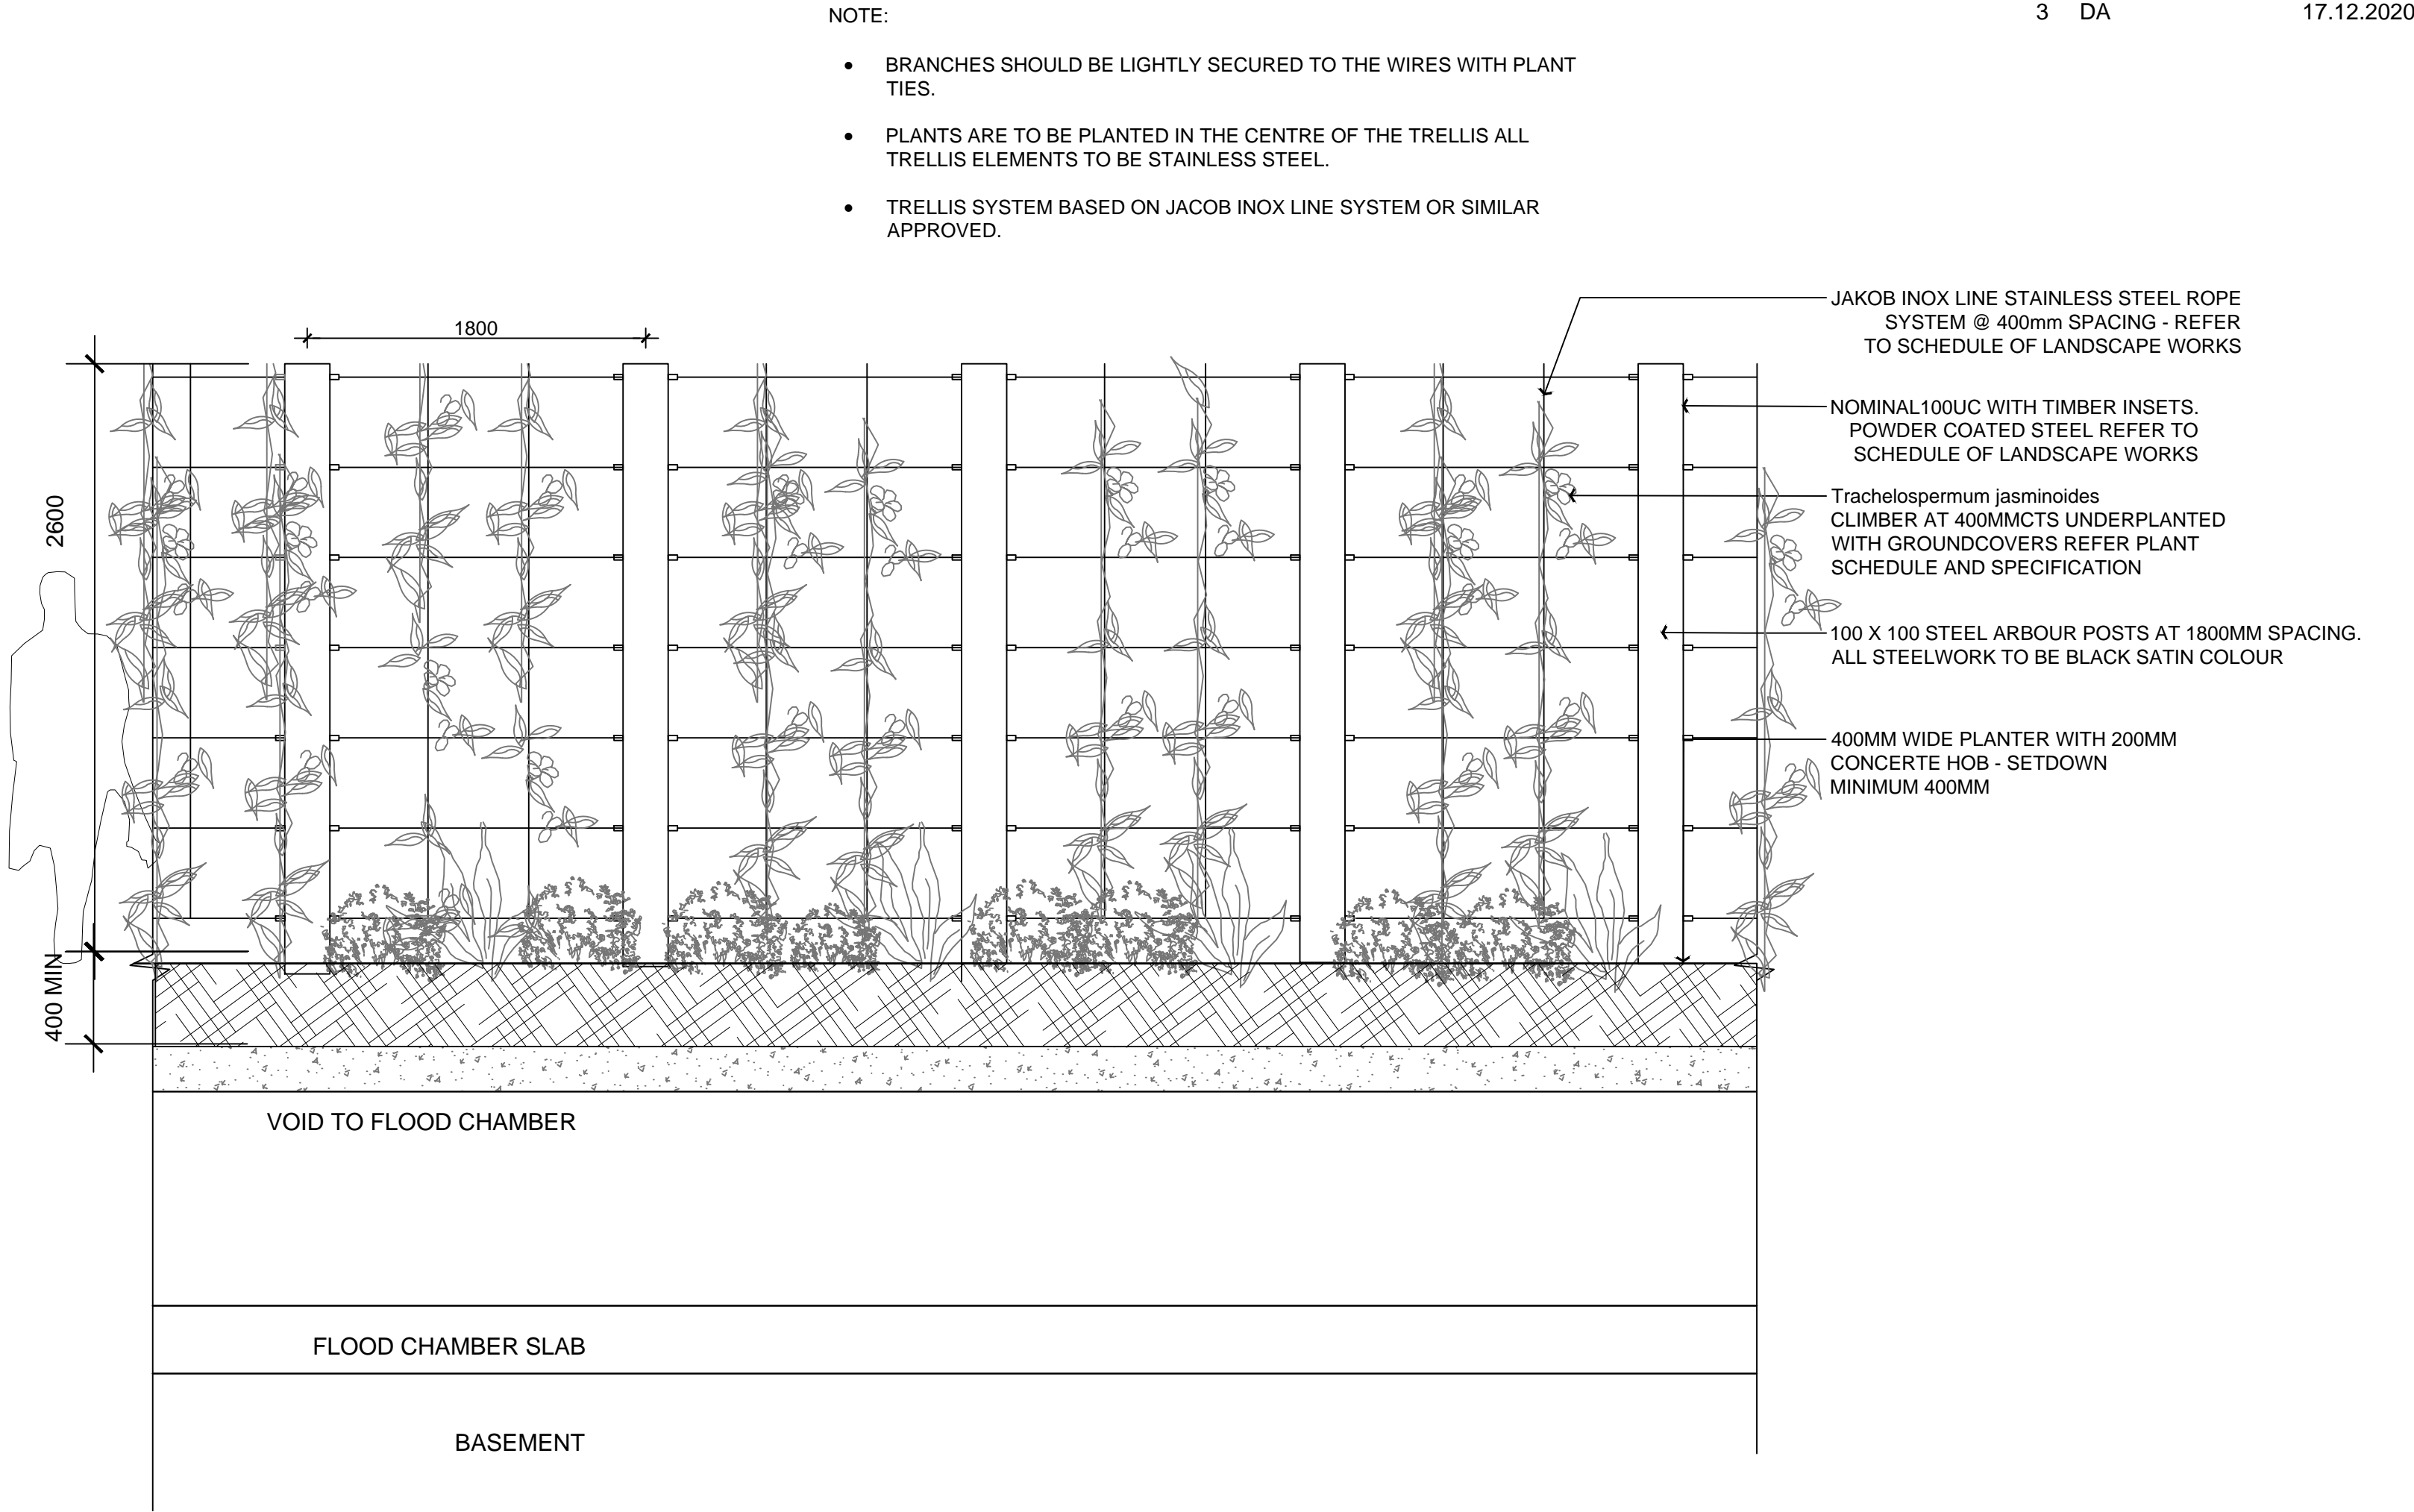 NOTE:
3 DA 17.12.2020
• BRANCHES SHOULD BE LIGHTLY SECURED TO THE WIRES WITH PLANT
TIES.
• PLANTS ARE TO BE PLANTED IN THE CENTRE OF THE TRELLIS ALL
TRELLIS ELEMENTS TO BE STAINLESS STEEL.
• TRELLIS SYSTEM BASED ON JACOB INOX LINE SYSTEM OR SIMILAR
APPROVED.
JAKOB INOX LINE STAINLESS STEEL ROPE
SYSTEM @ 400mm SPACING - REFER
TO SCHEDULE OF LANDSCAPE WORKS
1800
NOMINAL100UC WITH TIMBER INSETS.
POWDER COATED STEEL REFER TO
SCHEDULE OF LANDSCAPE WORKS
Trachelospermum jasminoides
CLIMBER AT 400MMCTS UNDERPLANTED
WITH GROUNDCOVERS REFER PLANT
SCHEDULE AND SPECIFICATION
2600
100 X 100 STEEL ARBOUR POSTS AT 1800MM SPACING.
ALL STEELWORK TO BE BLACK SATIN COLOUR
400MM WIDE PLANTER WITH 200MM
CONCERTE HOB - SETDOWN
MINIMUM 400MM
400 MIN
VOID TO FLOOD CHAMBER
FLOOD CHAMBER SLAB
BASEMENT